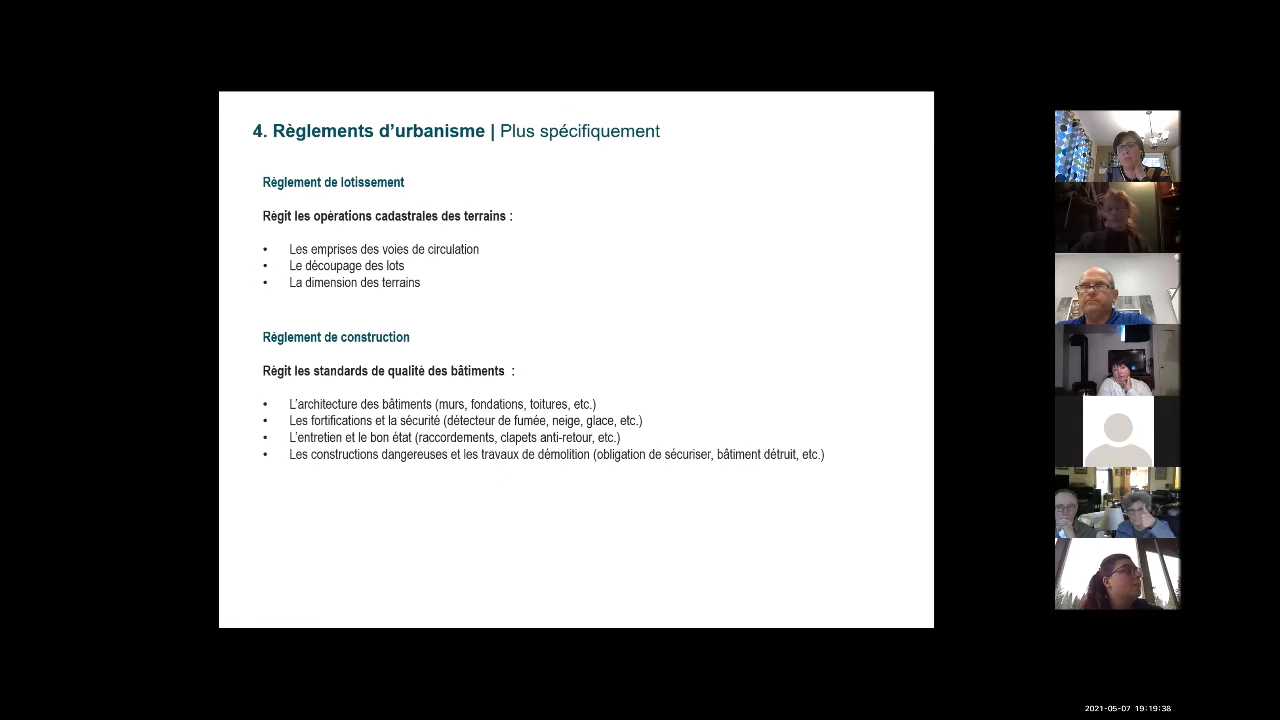 4. Règlements d’urbanisme | Plus spécifiquement
Règlement de lotissement
Régit les opérations cadastrales des terrains :
• Les emprises des voies de circulation
• Le découpage des lots
• La dimension des terrains
Règlement de construction
Régit les standards de qualité des bâtiments :
• L’architecture des bâtiments (murs, fondations, toitures, etc.)
• Les fortifications et la sécurité (détecteur de fumée, neige, glace, etc.)
• L’entretien et le bon état (raccordements, clapets anti-retour, etc.)
• Les constructions dangereuses et les travaux de démolition (obligation de sécuriser, bâtiment détruit, etc.)
2021-05-07 19:19:38